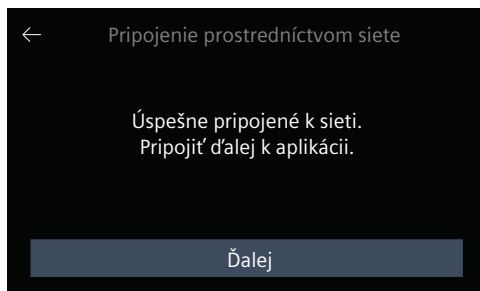 Pripojenie prostredníctvom siete
Úspešne pripojené k sieti.
Pripojiť ďalej k aplikácii.
Ďalej